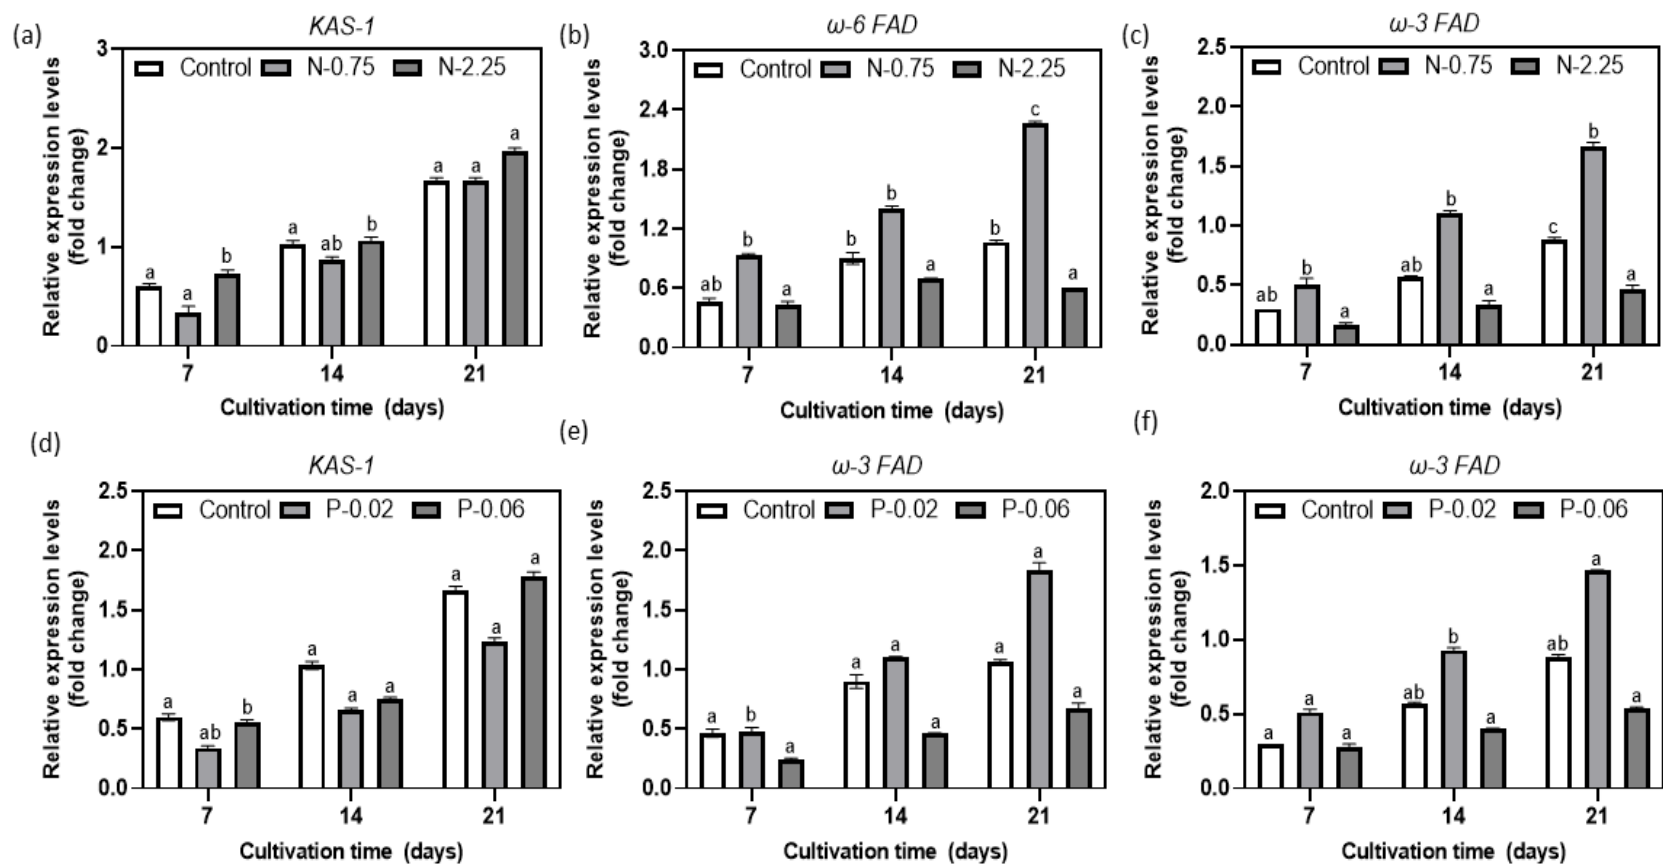 (a)
KAS-1
Control N-0.75 N-2.25
Relative expression levels
(fold change)
3
2
1
0
a a b
a ab b
a a a
7 14 21
Cultivation time (days)
(b)
ω-6 FAD
Control N-0.75 N-2.25
Relative expression levels
(fold change)
3.0
2.4
1.8
1.2
0.6
0.0
ab b a
b b a
b c a
7 14 21
Cultivation time (days)
(c)
ω-3 FAD
Control N-0.75 N-2.25
Relative expression levels
(fold change)
2.5
2.0
1.5
1.0
0.5
0.0
ab b a
ab b a
c b a
7 14 21
Cultivation time (days)
(d)
KAS-1
Control P-0.02 P-0.06
Relative expression levels
(fold change)
2.5
2.0
1.5
1.0
0.5
0.0
a ab b
a a a
a a a
7 14 21
Cultivation time (days)
(e)
ω-3 FAD
Control P-0.02 P-0.06
Relative expression levels
(fold change)
2.5
2.0
1.5
1.0
0.5
0.0
a b a
a a a
a a a
7 14 21
Cultivation time (days)
(f)
ω-3 FAD
Control P-0.02 P-0.06
Relative expression levels
(fold change)
2.0
1.5
1.0
0.5
0.0
a a a
ab b a
ab a a
7 14 21
Cultivation time (days)